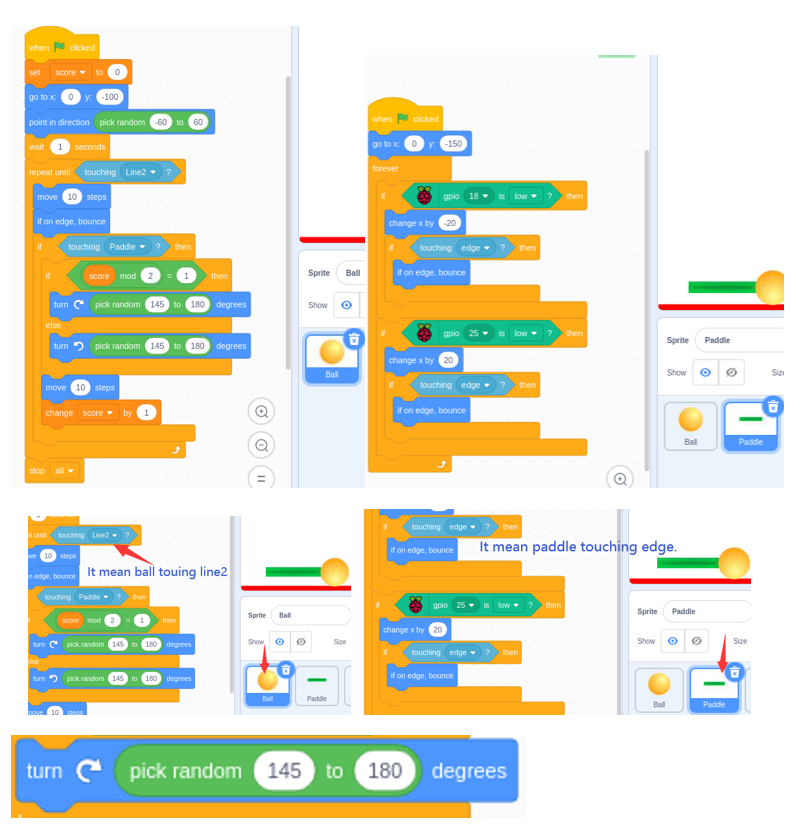 when clicked
set score to 0
go to x: 0 y: -100
point in direction pick random -60 to 60
wait 1 seconds
repeat until touching Line2 ?
move 10 steps
if on edge, bounce
if touching Paddle ? then
if score mod 2 = 1 then
turn pick random 145 to 180 degrees
else
turn pick random 145 to 180 degrees
move 10 steps
change score by 1
stop all
Sprite Ball
Show
Ball
when clicked
go to x: 0 y: -150
forever
if gpio 18 is low ? then
change x by -20
if touching edge ? then
if on edge, bounce
if gpio 25 is low ? then
change x by 20
if touching edge ? then
if on edge, bounce
Sprite Paddle
Show Siz
Ball Paddle
ut until touching Line2 ?
ve 10 steps
n edge, bounce
It mean ball touing line2
touching Paddle ? then
f score mod 2 = 1 then
turn pick random 145 to 180 degrees
else
turn pick random 145 to 180 degrees
move 10 steps
Sprite Ball
Show Size
Ball Paddle
if touching edge ? then
if on edge, bounce
It mean paddle touching edge.
if gpio 25 is low ? then
change x by 20
if touching edge ? then
if on edge, bounce
Sprite Paddle
Show Size
Ball Paddle
turn pick random 145 to 180 degrees